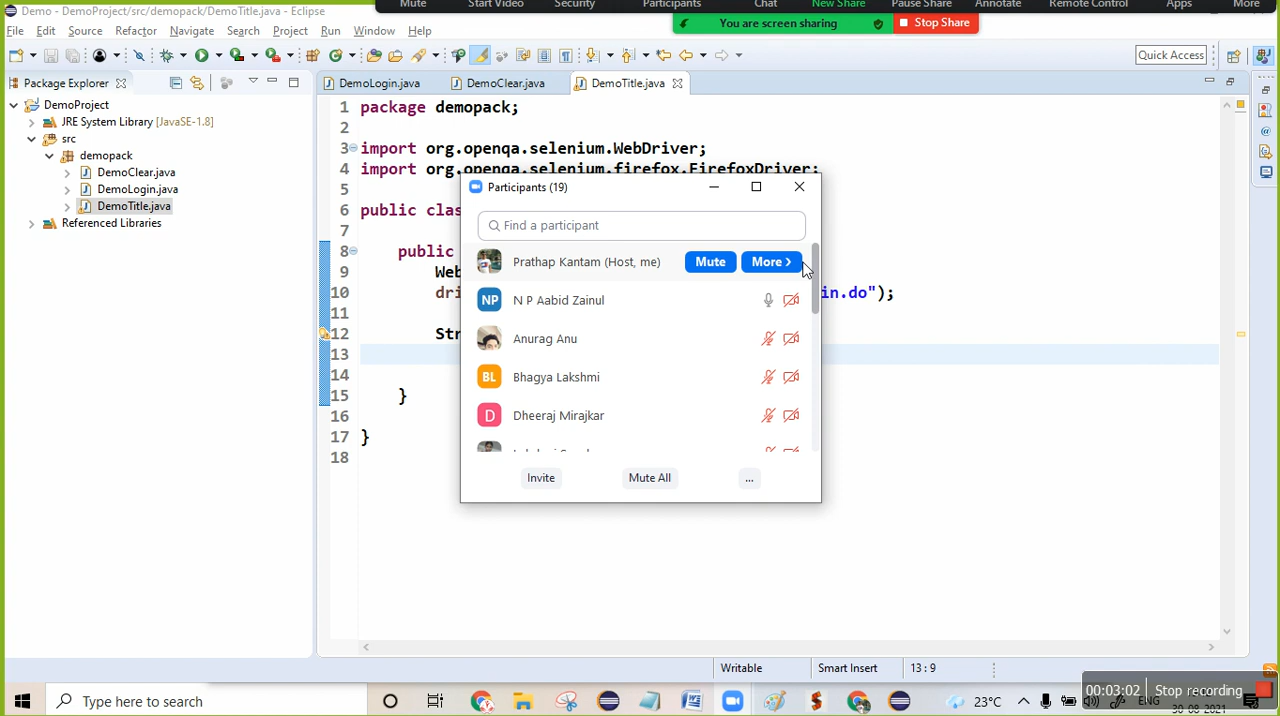 Demo - DemoProject/src/demopack/DemoTitle.java - Eclipse
Mute Start Video Security Participants Chat New Share Pause Share Annotate Remote Control Apps More
You are screen sharing Stop Share
File Edit Source Refactor Navigate Search Project Run Window Help
Quick Access
Package Explorer
DemoLogin.java DemoClear.java DemoTitle.java
DemoProject
JRE System Library [JavaSE-1.8]
src
demopack
DemoClear.java
DemoLogin.java
DemoTitle.java
Referenced Libraries
1 package demopack;
2
3 import org.openqa.selenium.WebDriver;
4 import org.openqa.selenium.firefox.FirefoxDriver;
5
6 public clas
7
8 public
9 Web
10 dri in.do");
11
12 Str
13
14
15 }
16
17 }
18
Participants (19)
Find a participant
Prathap Kantam (Host, me) Mute More >
NP N P Aabid Zainul
Anurag Anu
BL Bhagya Lakshmi
D Dheeraj Mirajkar
Invite Mute All ...
Writable Smart Insert 13 : 9
Type here to search
22°C
ENG
30-08-2021
00:03:02 Stop recording